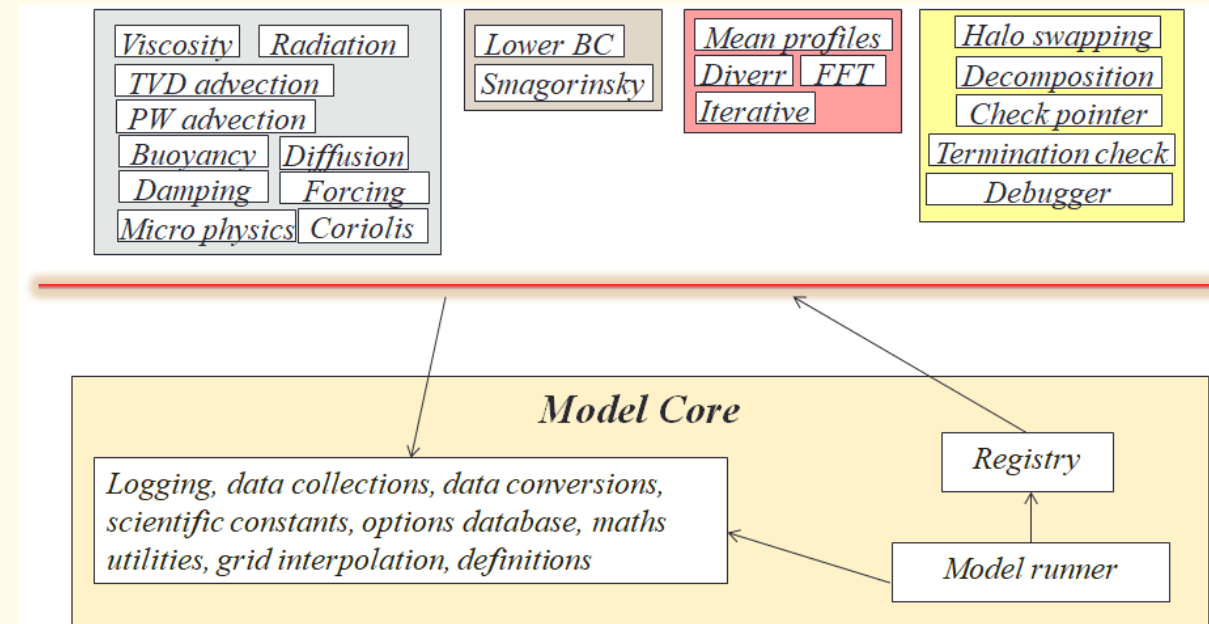 Viscosity Radiation
TVD advection
PW advection
Buoyancy Diffusion
Damping Forcing
Micro physics Coriolis
Lower BC
Smagorinsky
Mean profiles
Diverr FFT
Iterative
Halo swapping
Decomposition
Check pointer
Termination check
Debugger
Model Core
Logging, data collections, data conversions,
scientific constants, options database, maths
utilities, grid interpolation, definitions
Registry
Model runner